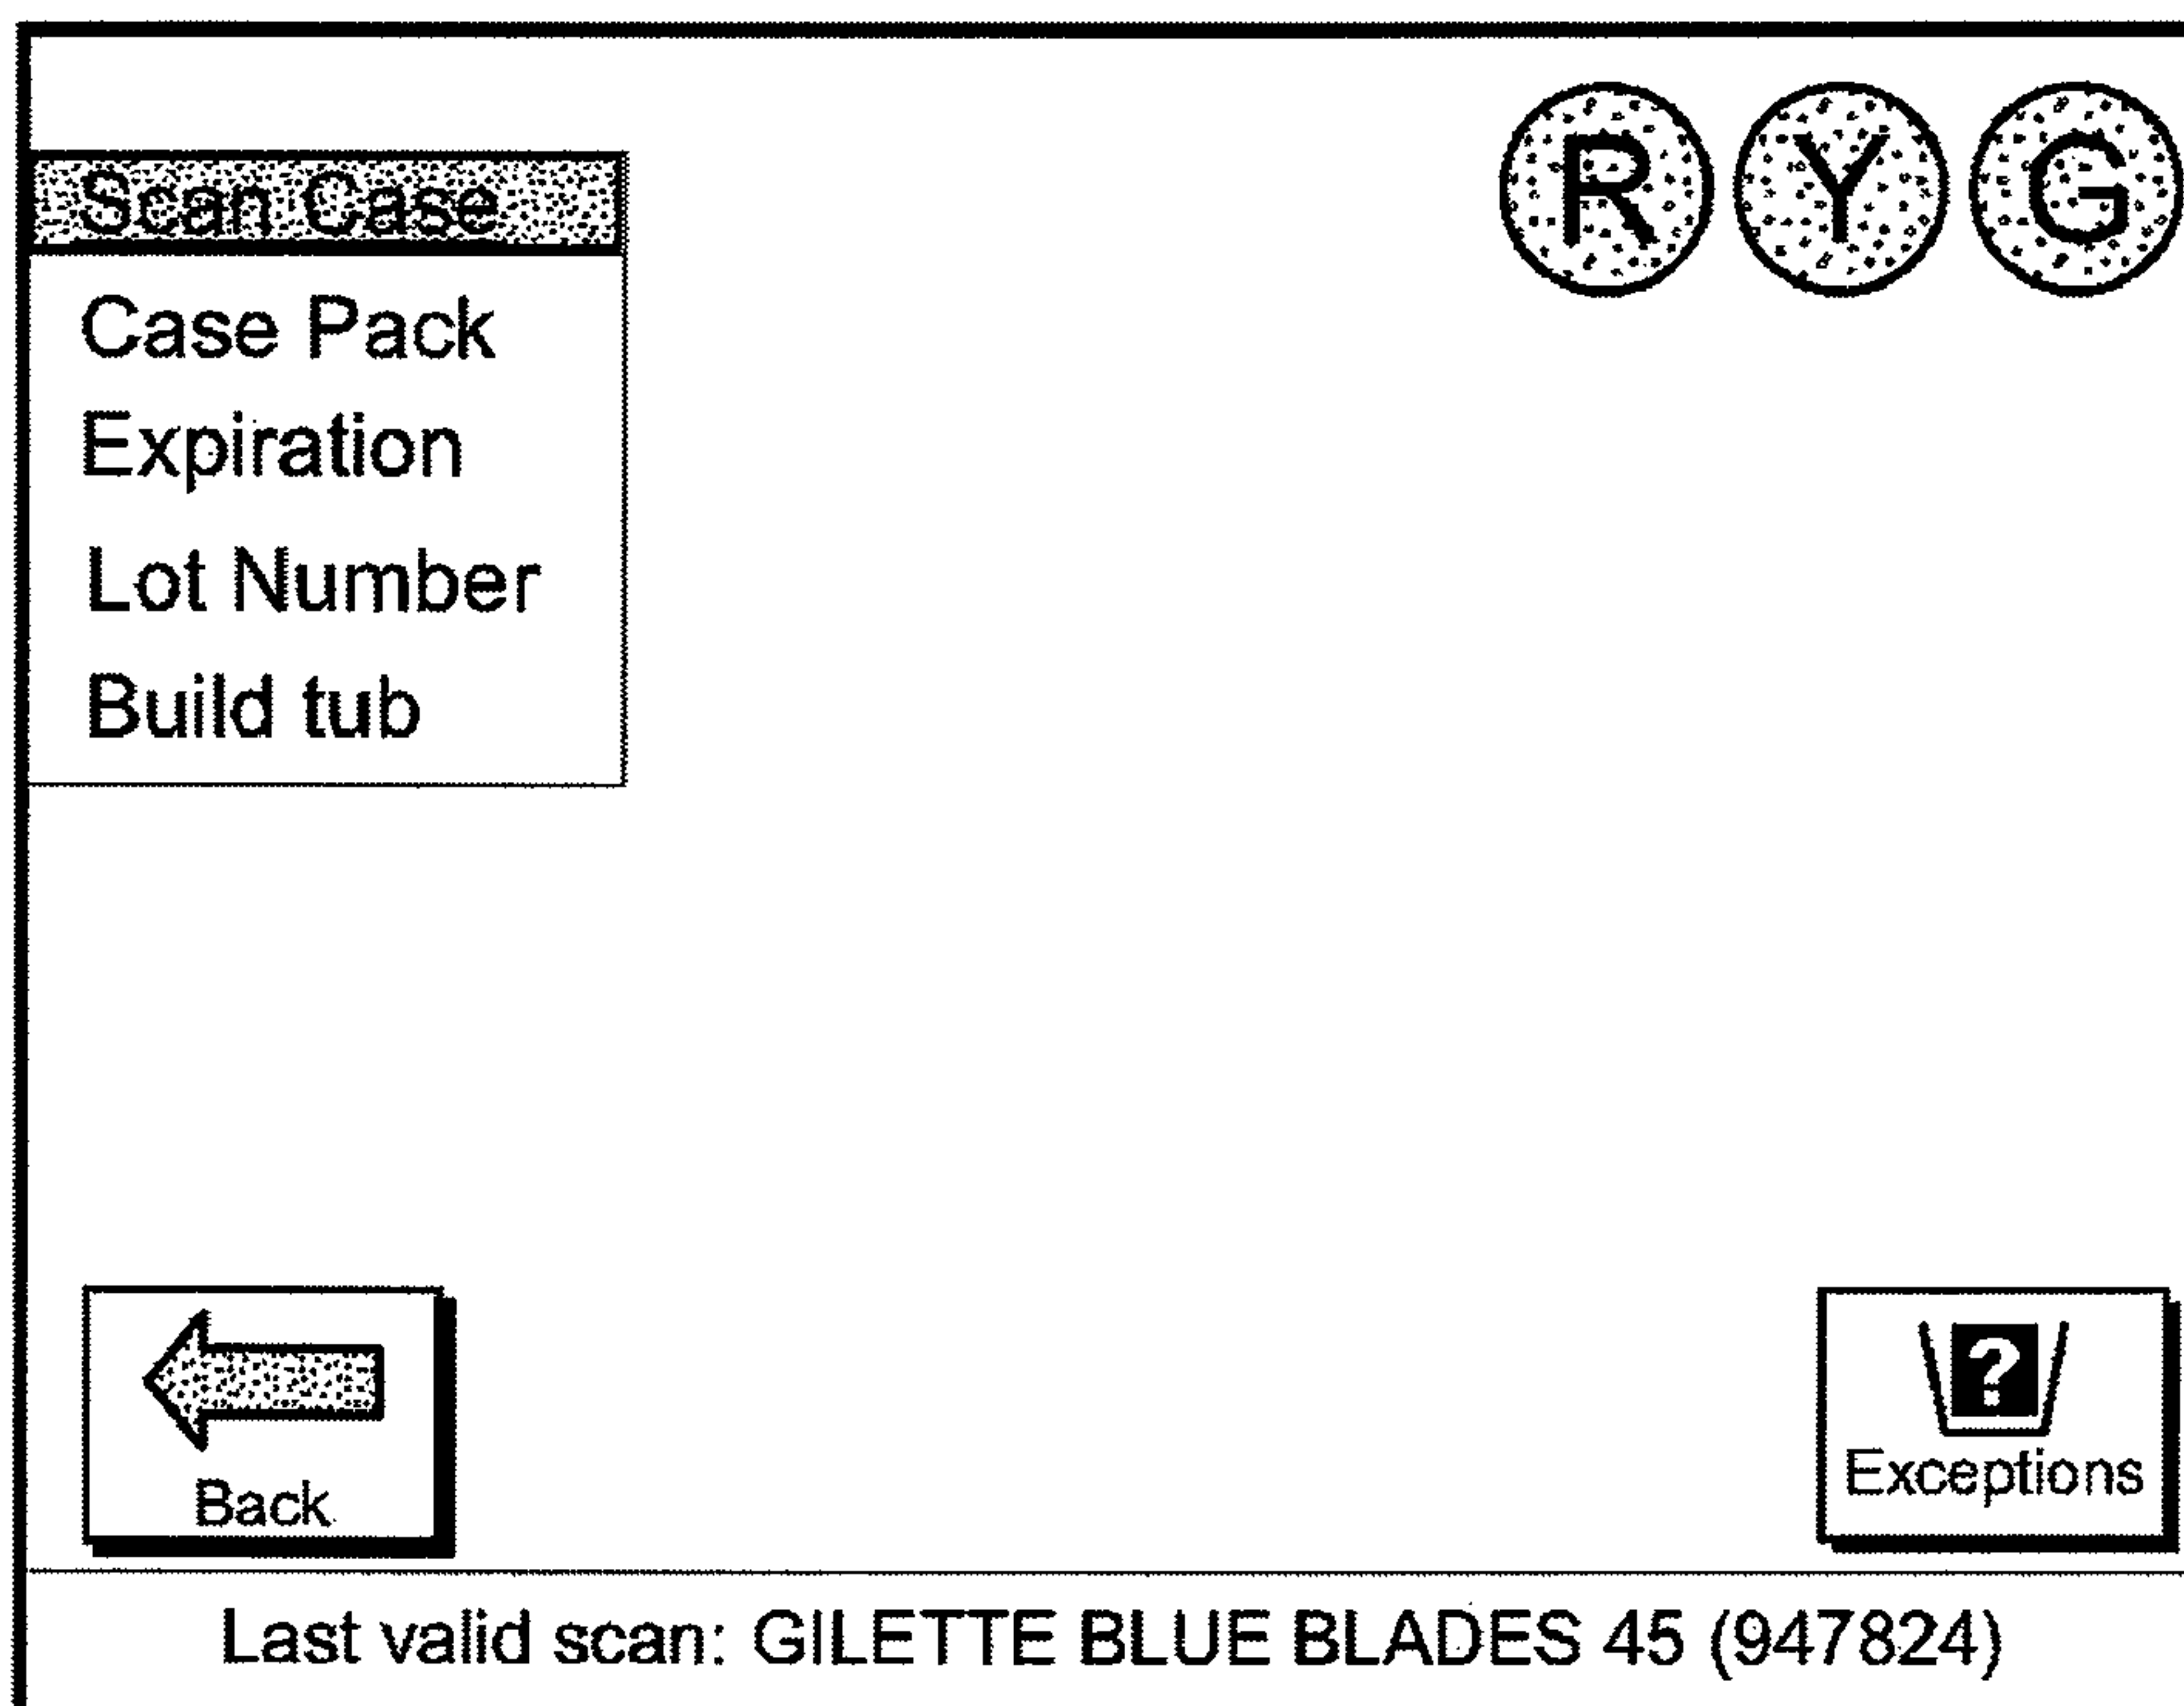 R Y G
Scan Case
Case Pack
Expiration
Lot Number
Build tub
?
Back
Exceptions
Last valid scan: GILETTE BLUE BLADES 45 (947824)